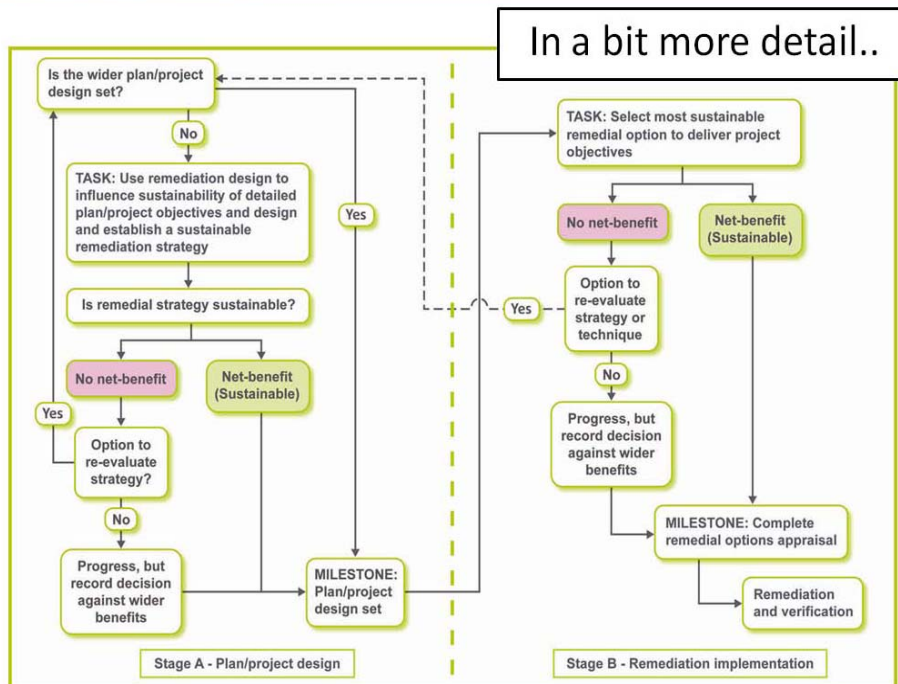 In a bit more detail..
Is the wider plan/project
design set?
No
TASK: Use remediation design to
influence sustainability of detailed
plan/project objectives and design
and establish a sustainable
remediation strategy
Yes
Is remedial strategy sustainable?
No net-benefit
Net-benefit
(Sustainable)
Yes
Option to
re-evaluate
strategy?
No
Progress, but
record decision
against wider
benefits
MILESTONE:
Plan/project
design set
Stage A - Plan/project design
TASK: Select most sustainable
remedial option to deliver project
objectives
No net-benefit
Net-benefit
(Sustainable)
Option to
re-evaluate
strategy or
technique
Yes
No
Progress, but
record decision
against wider
benefits
MILESTONE: Complete
remedial options appraisal
Remediation
and verification
Stage B - Remediation implementation